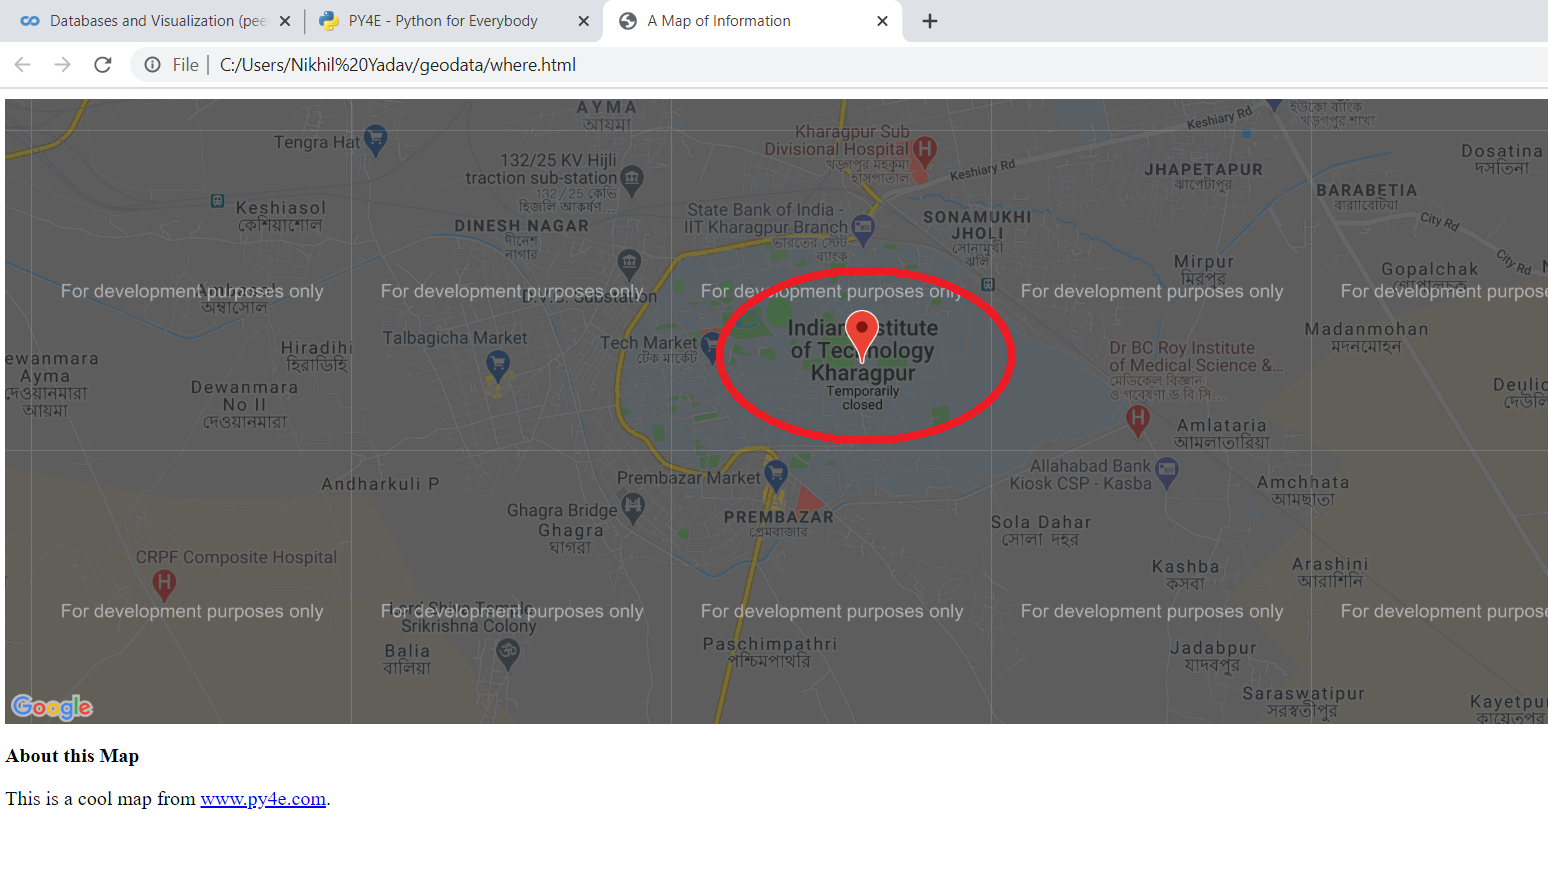 Databases and Visualization (pee
PY4E - Python for Everybody
A Map of Information
File
C:/Users/Nikhil%20Yadav/geodata/where.html
AYMA
আয়মা
Tengra Hat
Kharagpur Sub
Divisional Hospital
খড়্গপুর মহকুমা
হাসপাতাল
Keshiary Rd
Keshiary Rd
ইউকো ব্যাংক
খড়্গপুর শাখা
132/25 KV Hijli
traction sub-station
132/25 কেভি
হিজলি আকর্ষণ...
JHAPETAPUR
ঝাপেটাপুর
Dosatina
দসতিনা
BARABETIA
বারাবেটিয়া
City Rd
City Rd
Keshiasol
কেশিয়াশোল
DINESH NAGAR
দীনেশ
নাগার
State Bank of India -
IIT Kharagpur Branch
ভারতের স্টেট
ব্যাংক
SONAMUKHI
JHOLI
সোনামুখী
ঝলি
Mirpur
মিরপুর
Gopalchak
গোপালচক
For development purposes only
অম্বাসোল
For development purposes only
D.V.C. Substation
For development purposes only
For development purposes only
For development purpose
Talbagicha Market
Hiradihi
হিরাডিহি
Tech Market
টেক মার্কেট
Indian Institute
of Technology
Kharagpur
Temporarily
closed
Madanmohan
মদনমোহন
Dr BC Roy Institute
of Medical Science &...
মেডিকেল বিজ্ঞান
ও গবেষণা ড বি সি...
ewanmara
Ayma
দেওয়ানমারা
আয়মা
Dewanmara
No II
দেওয়ানমারা
Deulic
দেউলি
Amlataria
আমলাতারিয়া
Andharkuli P
Prembazar Market
Allahabad Bank
Kiosk CSP - Kasba
Amchhata
আমছাতা
Ghagra Bridge
Ghagra
ঘাগরা
PREMBAZAR
প্রেমবাজার
Sola Dahar
সোলা দহর
CRPF Composite Hospital
Kashba
কসবা
Arashini
আরাশিনি
For development purposes only
For development purposes only
Lord Shiva Temple
Srikrishna Colony
For development purposes only
For development purposes only
For development purpose
Balia
বালিয়া
Paschimpathri
পশ্চিমপাথরি
Jadabpur
যাদবপুর
Saraswatipur
সরস্বতীপুর
Kayetpu
কায়েতপুর
Google
About this Map
This is a cool map from www.py4e.com.